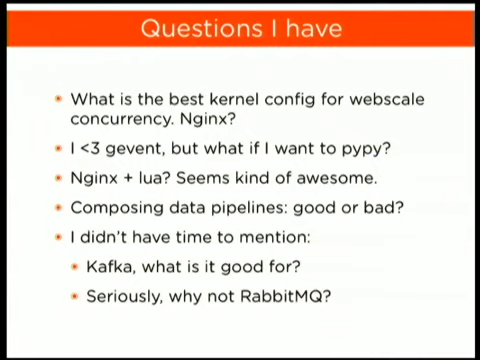 Questions I have
What is the best kernel config for webscale
concurrency. Nginx?
I <3 gevent, but what if I want to pypy?
Nginx + lua? Seems kind of awesome.
Composing data pipelines: good or bad?
I didn't have time to mention:
Kafka, what is it good for?
Seriously, why not RabbitMQ?